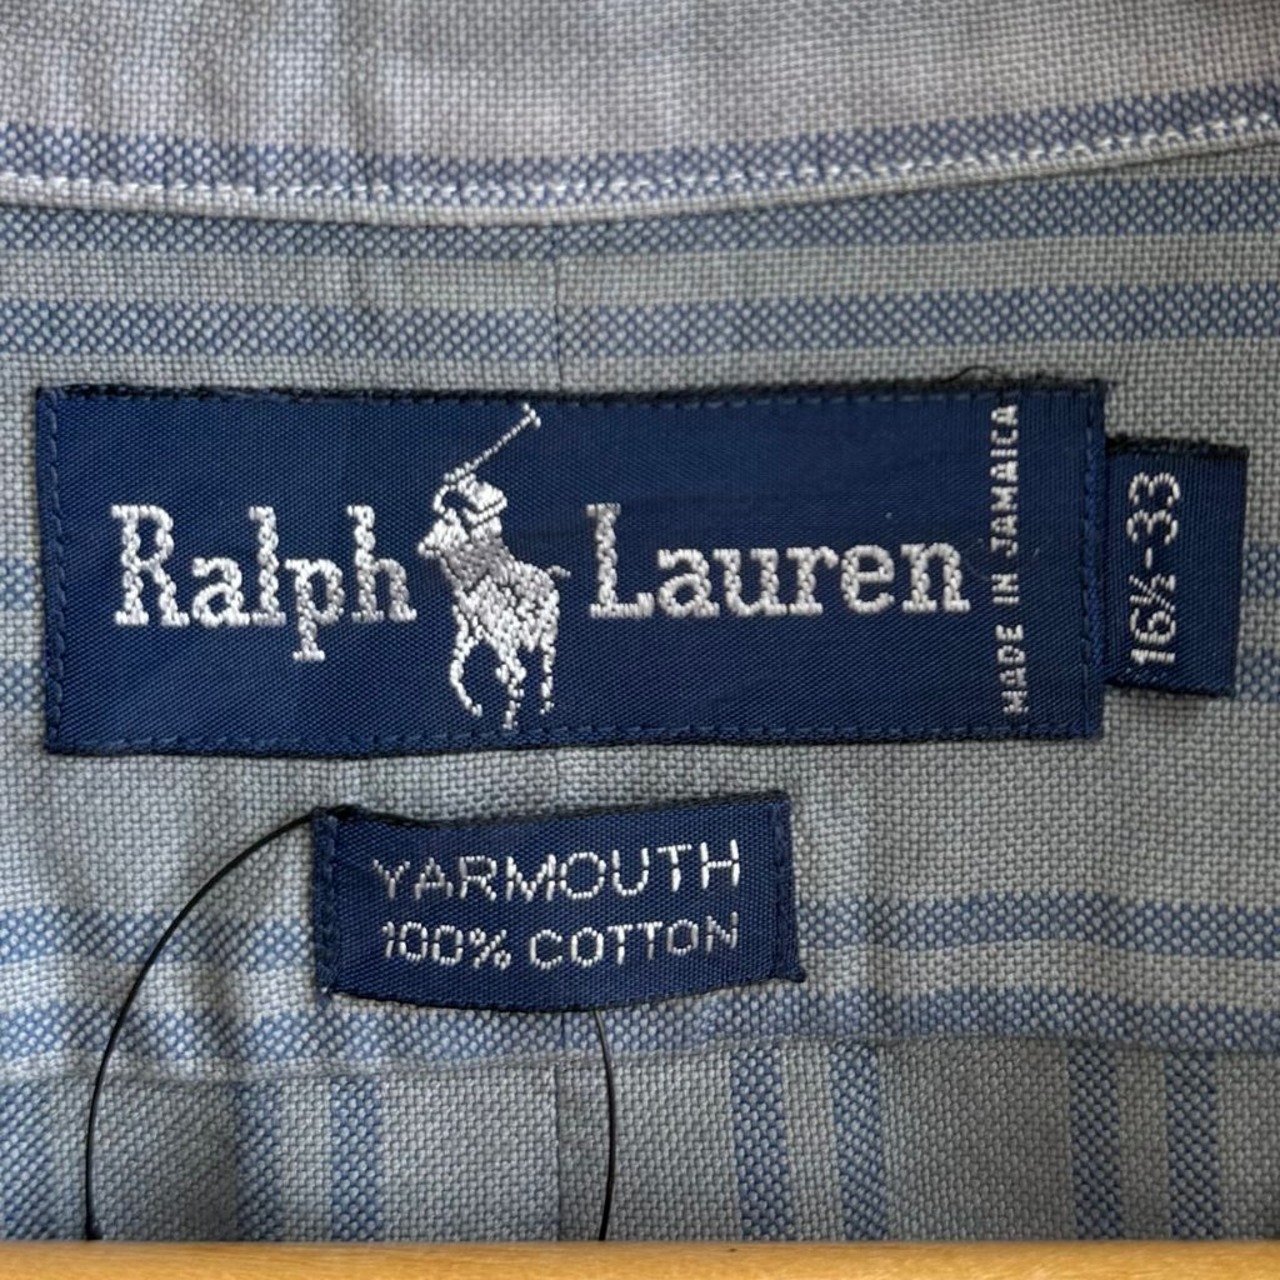 Ralph Lauren
MADE IN JAMAICA
16½-33
YARMOUTH
100% COTTON